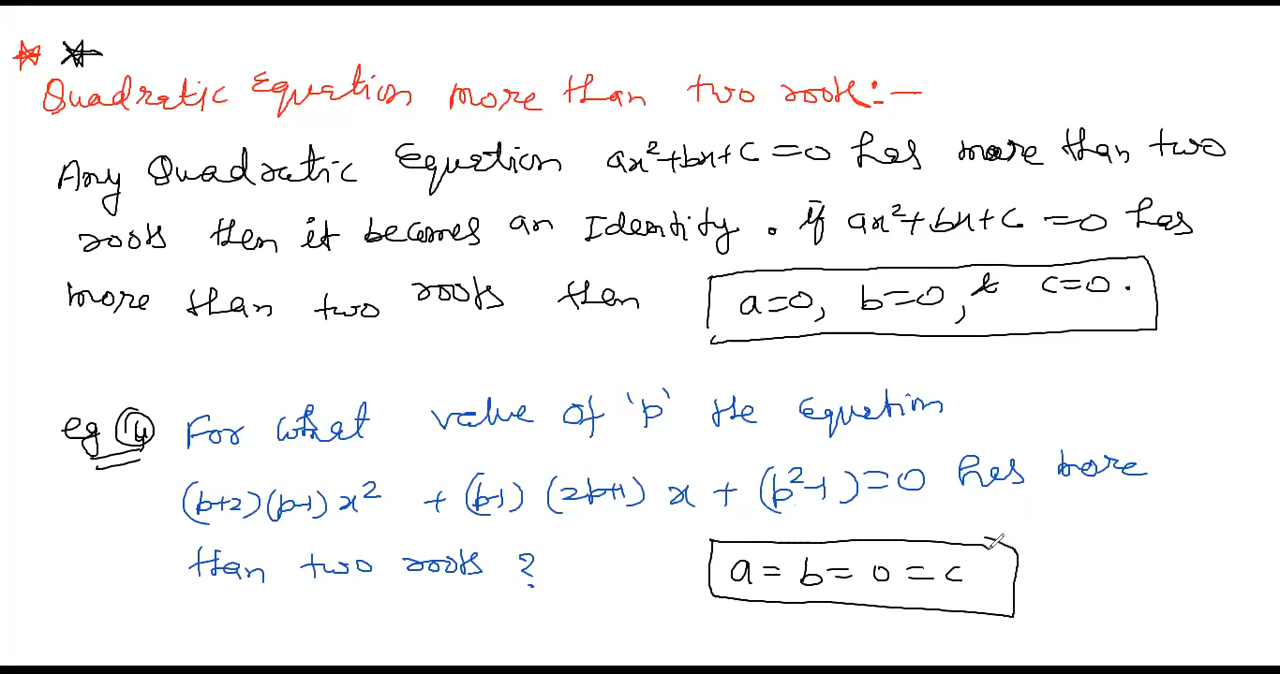 Quadratic Equation more than two roots:-
Any Quadratic Equation ax²+bx+c=0 has more than two
roots then it becomes an Identity. if ax²+bx+c=0 has
more than two roots then a=0, b=0, & c=0.
eg 14 For what value of 'p' the Equation
(p+2)(p-1)x² + (p-1)(2p+1)x + (p²-1)=0 has more
than two roots ? a=b=0=c